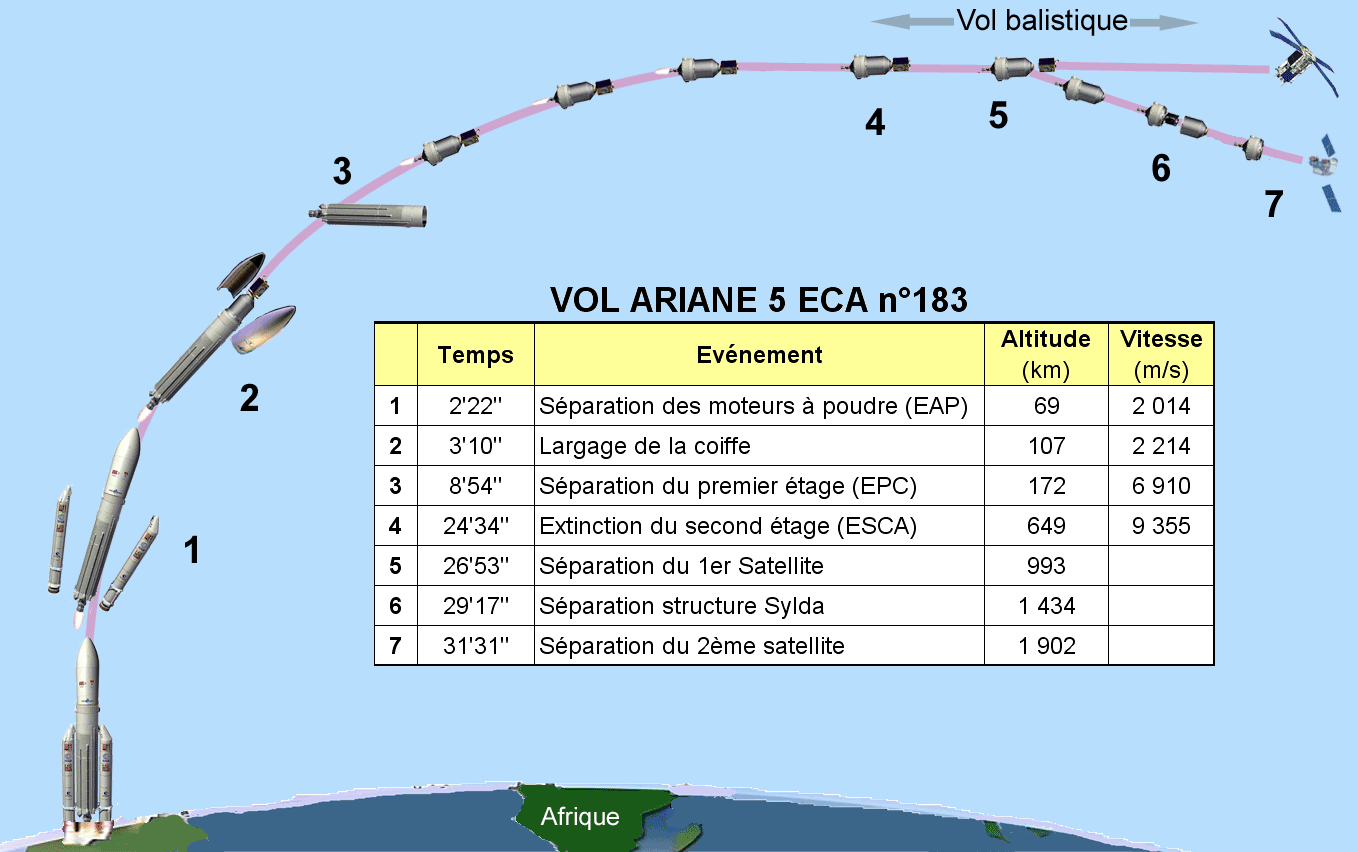 Vol balistique
4
5
3
6
7
2
1
VOL ARIANE 5 ECA n°183
Temps Evénement Altitude (km) Vitesse (m/s)
1 2'22" Séparation des moteurs à poudre (EAP) 69 2 014
2 3'10" Largage de la coiffe 107 2 214
3 8'54" Séparation du premier étage (EPC) 172 6 910
4 24'34" Extinction du second étage (ESCA) 649 9 355
5 26'53" Séparation du 1er Satellite 993
6 29'17" Séparation structure Sylda 1 434
7 31'31" Séparation du 2ème satellite 1 902
Afrique